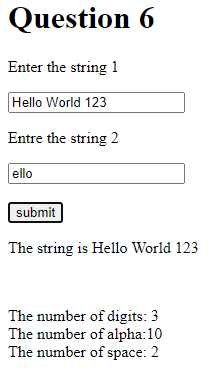 Question 6
Enter the string 1
Hello World 123
Entre the string 2
ello
submit
The string is Hello World 123
The number of digits: 3
The number of alpha:10
The number of space: 2